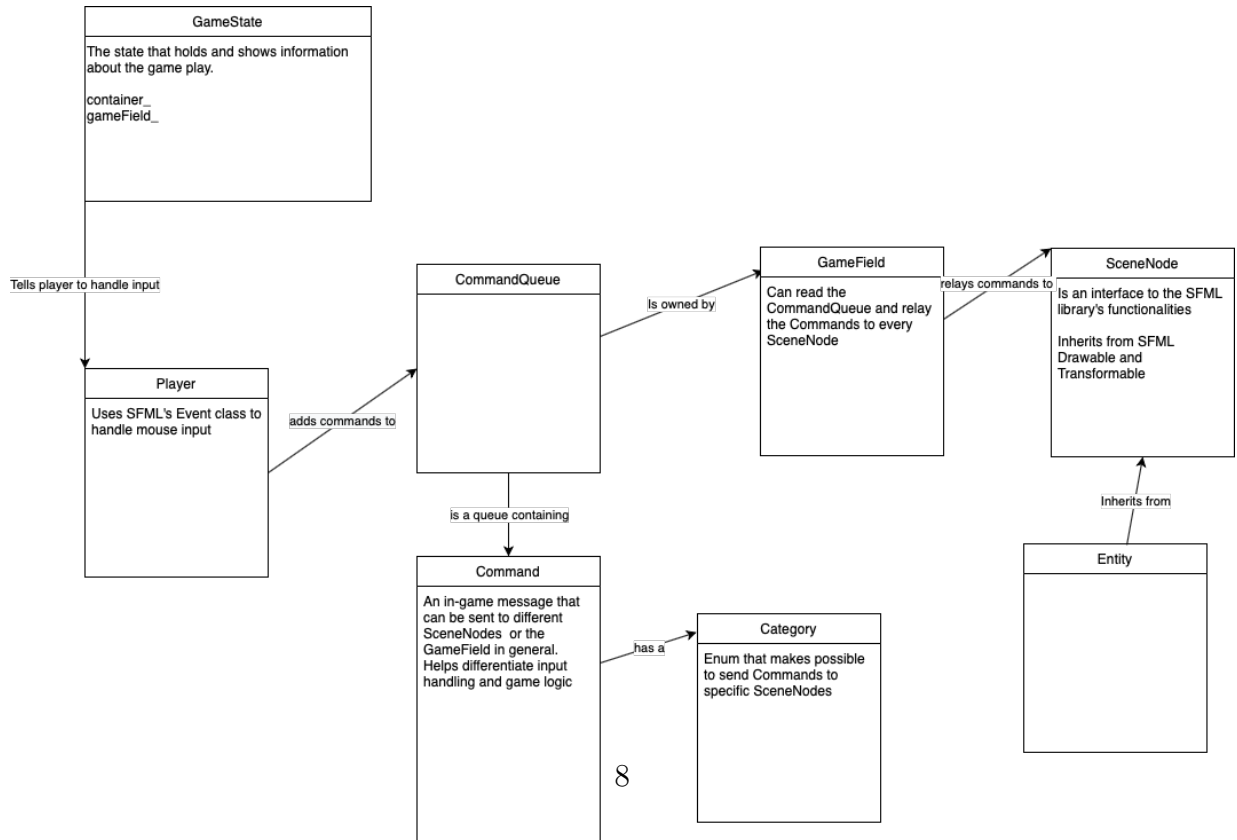 GameState
The state that holds and shows information
about the game play.
container_
gameField_
Tells player to handle input
Player
Uses SFML's Event class to
handle mouse input
adds commands to
CommandQueue
Is owned by
GameField
Can read the
CommandQueue and relay
the Commands to every
SceneNode
relays commands to
SceneNode
Is an interface to the SFML
library's functionalities
Inherits from SFML
Drawable and
Transformable
Inherits from
Entity
is a queue containing
Command
An in-game message that
can be sent to different
SceneNodes or the
GameField in general.
Helps differentiate input
handling and game logic
has a
Category
Enum that makes possible
to send Commands to
specific SceneNodes
8